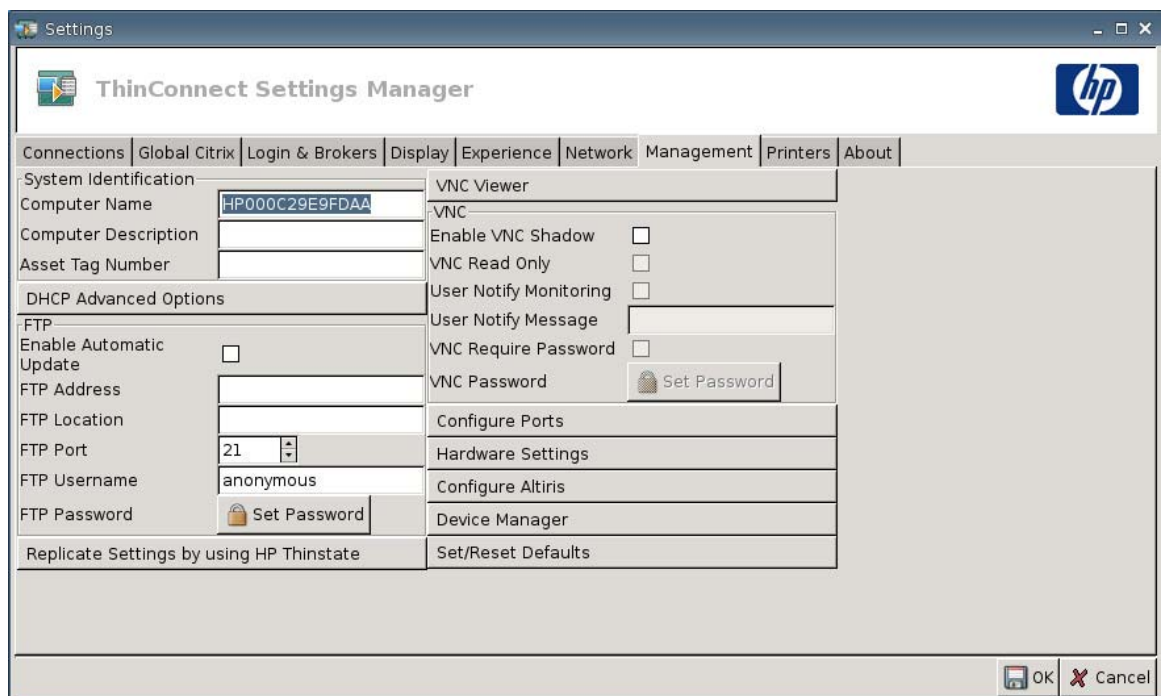 Settings
ThinConnect Settings Manager
hp
Connections Global Citrix Login & Brokers Display Experience Network Management Printers About
System Identification
Computer Name HP000C29E9FDAA
Computer Description
Asset Tag Number
DHCP Advanced Options
FTP
Enable Automatic
Update
FTP Address
FTP Location
FTP Port 21
FTP Username anonymous
FTP Password Set Password
Replicate Settings by using HP Thinstate
VNC Viewer
VNC
Enable VNC Shadow
VNC Read Only
User Notify Monitoring
User Notify Message
VNC Require Password
VNC Password Set Password
Configure Ports
Hardware Settings
Configure Altiris
Device Manager
Set/Reset Defaults
OK Cancel